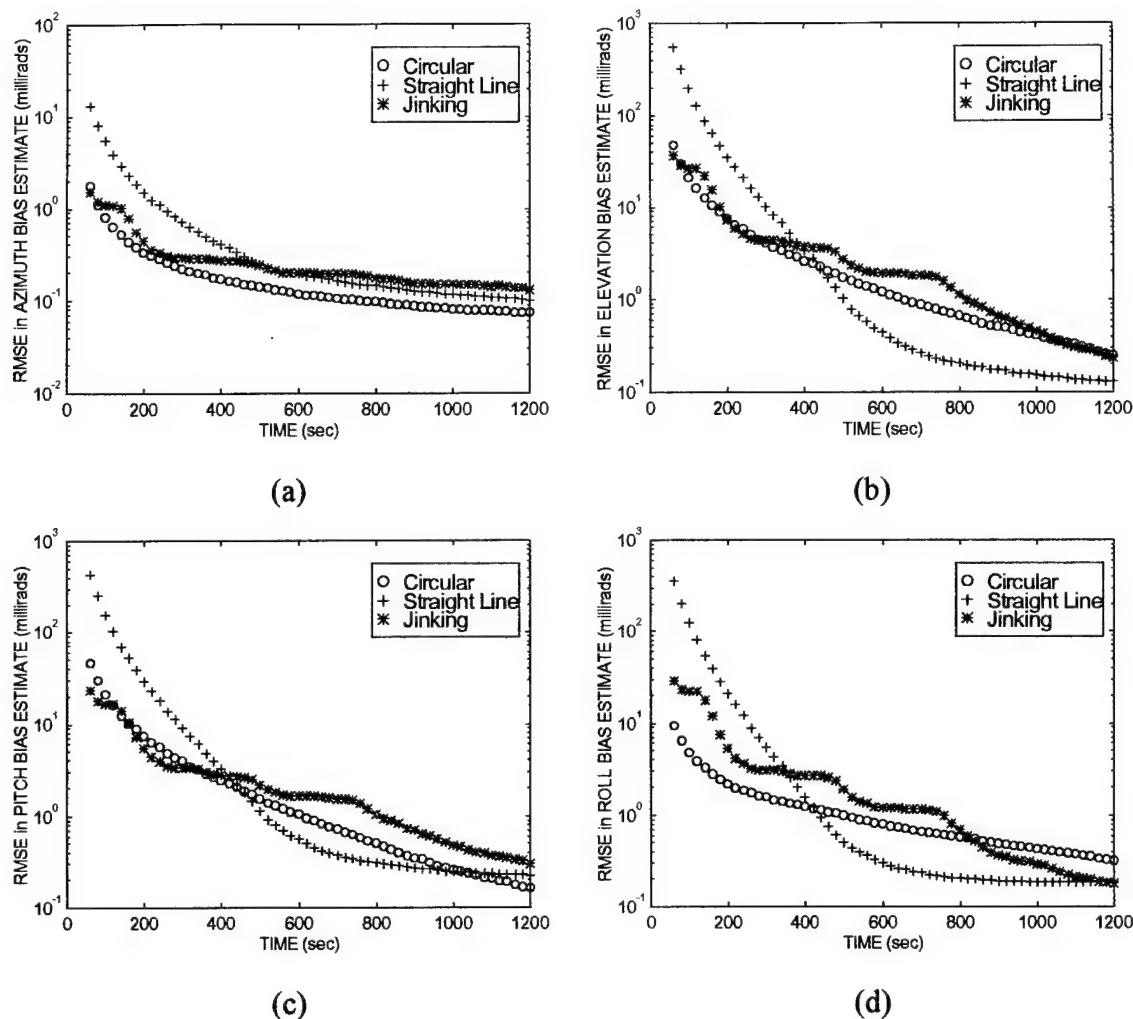 RMSE in AZIMUTH BIAS ESTIMATE (millirads)
10^2
10^1
10^0
10^-1
10^-2
○ Circular
+ Straight Line
* Jinking
0 200 400 600 800 1000 1200
TIME (sec)
(a)
RMSE in ELEVATION BIAS ESTIMATE (millirads)
10^3
10^2
10^1
10^0
10^-1
○ Circular
+ Straight Line
* Jinking
0 200 400 600 800 1000 1200
TIME (sec)
(b)
RMSE in PITCH BIAS ESTIMATE (millirads)
10^3
10^2
10^1
10^0
10^-1
○ Circular
+ Straight Line
* Jinking
0 200 400 600 800 1000 1200
TIME (sec)
(c)
RMSE in ROLL BIAS ESTIMATE (millirads)
10^3
10^2
10^1
10^0
10^-1
○ Circular
+ Straight Line
* Jinking
0 200 400 600 800 1000 1200
TIME (sec)
(d)